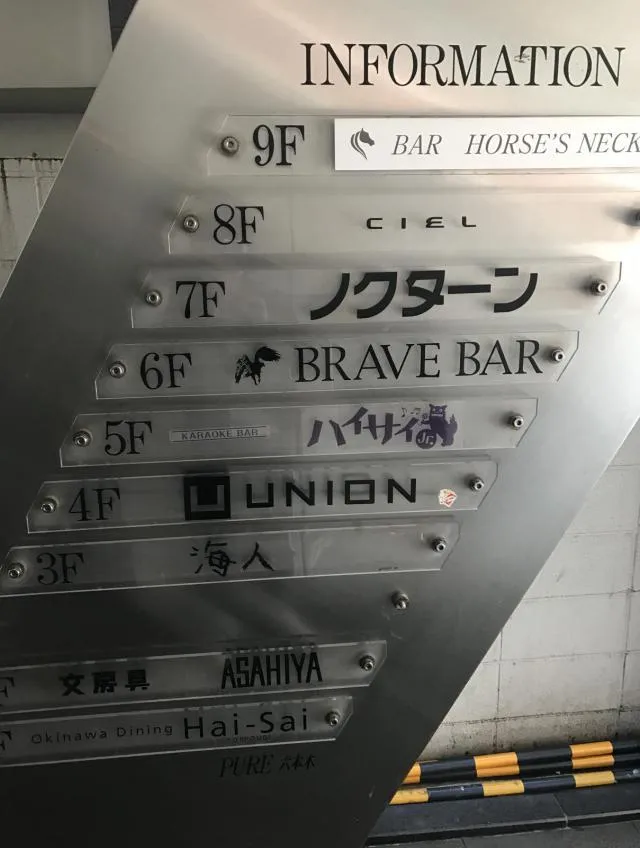 INFORMATION
9F BAR HORSE'S NECK
8F CIEL
7F ノクターン
6F BRAVE BAR
5F KARAOKE BAR ハイサイJr.
4F UNION
3F 海人
F 文房具 ASAHIYA
F Okinawa Dining Hai-Sai
PURE 六本木